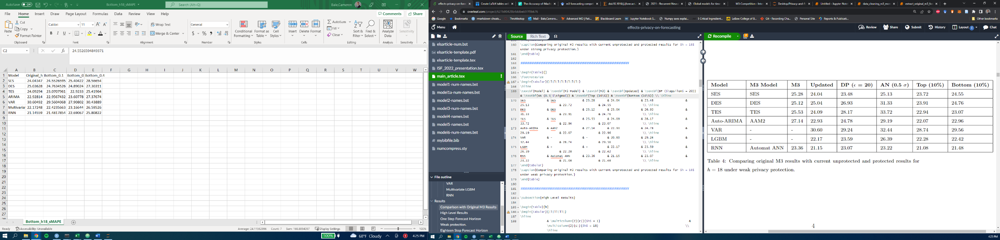 AutoSave Off Bottom_h18_sMAPE Search (Alt+Q) Bale,Cameron
File Home Insert Draw Page Layout Formulas Data Review View Help Comments Share
Paste Cut Copy Format Painter Calibri 11 Wrap Text Merge & Center General Conditional Formatting Format as Table Cell Styles Insert Delete Format AutoSum Fill Clear Sort & Filter Find & Select Analyze Data Sensitivity
Clipboard Font Alignment Number Styles Cells Editing Analysis Sensitivity
C2 fx 24.5526594849371
A B C D E F G H I J K L M N O P Q R S T U V W
1 Model Original_h Bottom_0.1 Bottom_0. Bottom_0.4
2 SES 24.04347 24.5526595 25.40422 28.56654
3 DES 25.03628 24.7634526 24.89024 27.30311
4 TES 24.09294 23.0707961 22.9233 25.41964
5 ARIMA 22.92814 22.9567432 23.60778 27.37674
6 VAR 30.60492 29.5604068 27.90802 30.43889
7 Multivariat 22.17248 22.4235663 23.16644 26.59526
8 RNN 21.14559 21.4817854 22.69067 25.80822
9
10
11
12
13
14
15
16
17
18
19
20
21
22
23
24
25
26
27
Bottom_h18_sMAPE
Ready Accessibility: Unavailable Average: 24.11562996 Count: 7 Sum: 168.8094097 Display Settings 100%
100% 68°F Cloudy 4:25 PM
effects-privacy-on-fore Create LaTeX tables onli The-Accuracy-of-Mach m3 forecasting compet doi:10.1016/j.ijforecast. 2021 - Recurrent Neur Global models for time M3-Competition - Inter Desktop/Privacy-and-F Untitled - Jupyter Note data_cleaning_m3_mon extract_original_m3_fo
overleaf.com/project/627b00428b4ddbeb97f9b676
Google Bookmarks rmarkdown-cheats... Throttlestop Mail - Bale,Camero... Advanced MD | Pati... Blackboard Learn Jupyter Notebook S... Numpy axes explai... 5 Critical Ingredient... LeBow College of B... Git - Recording Cha... Personal Site Reports & Publicati... Other bookmarks
Menu effects-privacy-on-forecasting Review Share Submit History Layout Chat
Source Rich Text Ω Recompile
elsarticle-num.bst
elsarticle-template.pdf
elsarticle-template.tex
ISF_2022_presentation.tex
main_article.tex
model1-num-names.bst
model1a-num-names.bst
model2-names.bst
model3-num-names.bst
model4-names.bst
model5-names.bst
model6-num-names.bst
mybibfile.bib
numcompress.sty
File outline
VAR
Multivariate LGBM
RNN
Results
Comparison with Original M3 Results
High Level Results
One Step Forecast Horizon
Weak protection.
Eighteen Step Forecast Horizon
160 \caption{Comparing original M3 results with current unprotected and protected results for $h = 18$
under strong privacy protection.}
161 \end{table}
162
163
164
165 \begin{table}[]
166 \footnotesize
167 \begin{tabular}{|l|l|l|l|l|l|l|l|}
168 \hline
169 \textbf{Model} & \textbf{M3 Model} & \textbf{M3} & \textbf{Updated} & \textbf{DP ($\epsilon$ = 20)}
& \textbf{AN (0.5 $\sigma$)} & \textbf{Top (10\%)} & \textbf{Bottom (10\%)} \\ \hline
170 SES & SES & 25.28 & 24.04 & 23.48 &
25.13 & 23.72 & 24.55 \\ \hline
171 DES & DES & 25.12 & 25.04 & 26.93 &
31.33 & 23.91 & 24.76 \\ \hline
172 TES & TES & 25.53 & 24.09 & 28.17 &
33.72 & 22.94 & 23.07 \\ \hline
173 Auto-ARIMA & AAM2 & 27.14 & 22.93 & 24.78 &
29.19 & 22.07 & 22.96 \\ \hline
174 VAR & - & - & 30.60 & 29.24 &
32.44 & 28.74 & 29.56 \\ \hline
175 LGBM & - & - & 22.17 & 23.59 &
26.39 & 22.28 & 22.42 \\ \hline
176 RNN & Automat ANN & 23.36 & 21.15 & 23.07 &
23.22 & 21.08 & 21.48 \\ \hline
177 \end{tabular}
178 \caption{Comparing original M3 results with current unprotected and protected results for $h = 18$
under weak privacy protection.}
179 \end{table}
180
181
182
183 \subsection{High Level Results}
184
185 \begin{table}[h]
186 \begin{tabular}{|l|ll|ll|}
187 \hline
188 & \multicolumn{2}{c|}{$h$ = 1} &
\multicolumn{2}{c|}{$h$ = 18} \\
\hline
Model M3 Model M3 Updated DP (ϵ = 20) AN (0.5 σ) Top (10%) Bottom (10%)
SES SES 25.28 24.04 23.48 25.13 23.72 24.55
DES DES 25.12 25.04 26.93 31.33 23.91 24.76
TES TES 25.53 24.09 28.17 33.72 22.94 23.07
Auto-ARIMA AAM2 27.14 22.93 24.78 29.19 22.07 22.96
VAR - - 30.60 29.24 32.44 28.74 29.56
LGBM - - 22.17 23.59 26.39 22.28 22.42
RNN Automat ANN 23.36 21.15 23.07 23.22 21.08 21.48
Table 4: Comparing original M3 results with current unprotected and protected results for
h = 18 under weak privacy protection.
4
4:25 PM